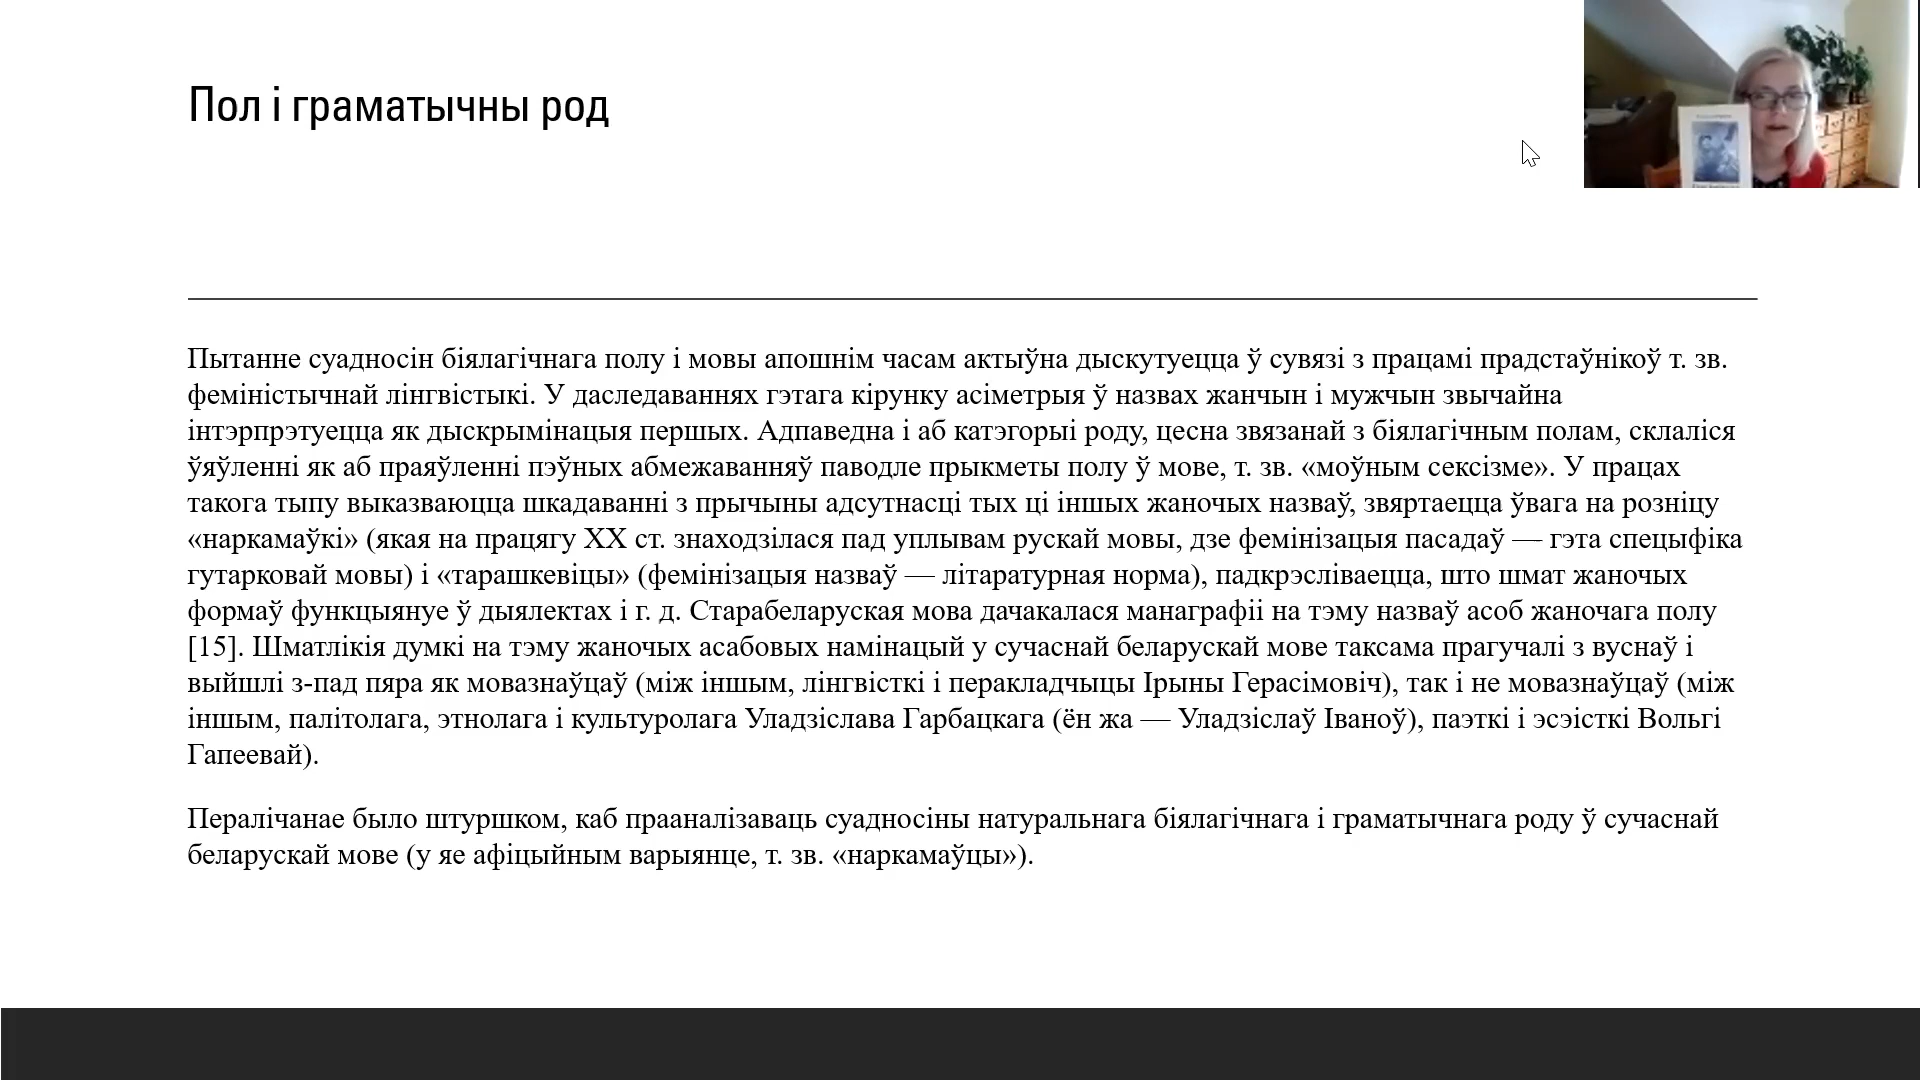 Пол і граматычны род
Пытанне суадносін біялагічнага полу і мовы апошнім часам актыўна дыскутуецца ў сувязі з працамі прадстаўнікоў т. зв.
феміністычнай лінгвістыкі. У даследаваннях гэтага кірунку асіметрыя ў назвах жанчын і мужчын звычайна
інтэрпрэтуецца як дыскрымінацыя першых. Адпаведна і аб катэгорыі роду, цесна звязанай з біялагічным полам, склаліся
ўяўленні як аб праяўленні пэўных абмежаванняў паводле прыкметы полу ў мове, т. зв. «моўным сексізме». У працах
такога тыпу выказваюцца шкадаванні з прычыны адсутнасці тых ці іншых жаночых назваў, звяртаецца ўвага на розніцу
«наркамаўкі» (якая на працягу XX ст. знаходзілася пад уплывам рускай мовы, дзе фемінізацыя пасадаў — гэта спецыфіка
гутарковай мовы) і «тарашкевіцы» (фемінізацыя назваў — літаратурная норма), падкрэсліваецца, што шмат жаночых
формаў функцыянуе ў дыялектах і г. д. Старабеларуская мова дачакалася манаграфіі на тэму назваў асоб жаночага полу
[15]. Шматлікія думкі на тэму жаночых асабовых намінацый у сучаснай беларускай мове таксама прагучалі з вуснаў і
выйшлі з-пад пяра як мовазнаўцаў (між іншым, лінгвісткі і перакладчыцы Ірыны Герасімовіч), так і не мовазнаўцаў (між
іншым, палітолага, этнолага і культуролага Уладзіслава Гарбацкага (ён жа — Уладзіслаў Іваноў), паэткі і эсэісткі Вольгі
Гапеевай).
Пералічанае было штуршком, каб прааналізаваць суадносіны натуральнага біялагічнага і граматычнага роду ў сучаснай
беларускай мове (у яе афіцыйным варыянце, т. зв. «наркамаўцы»).